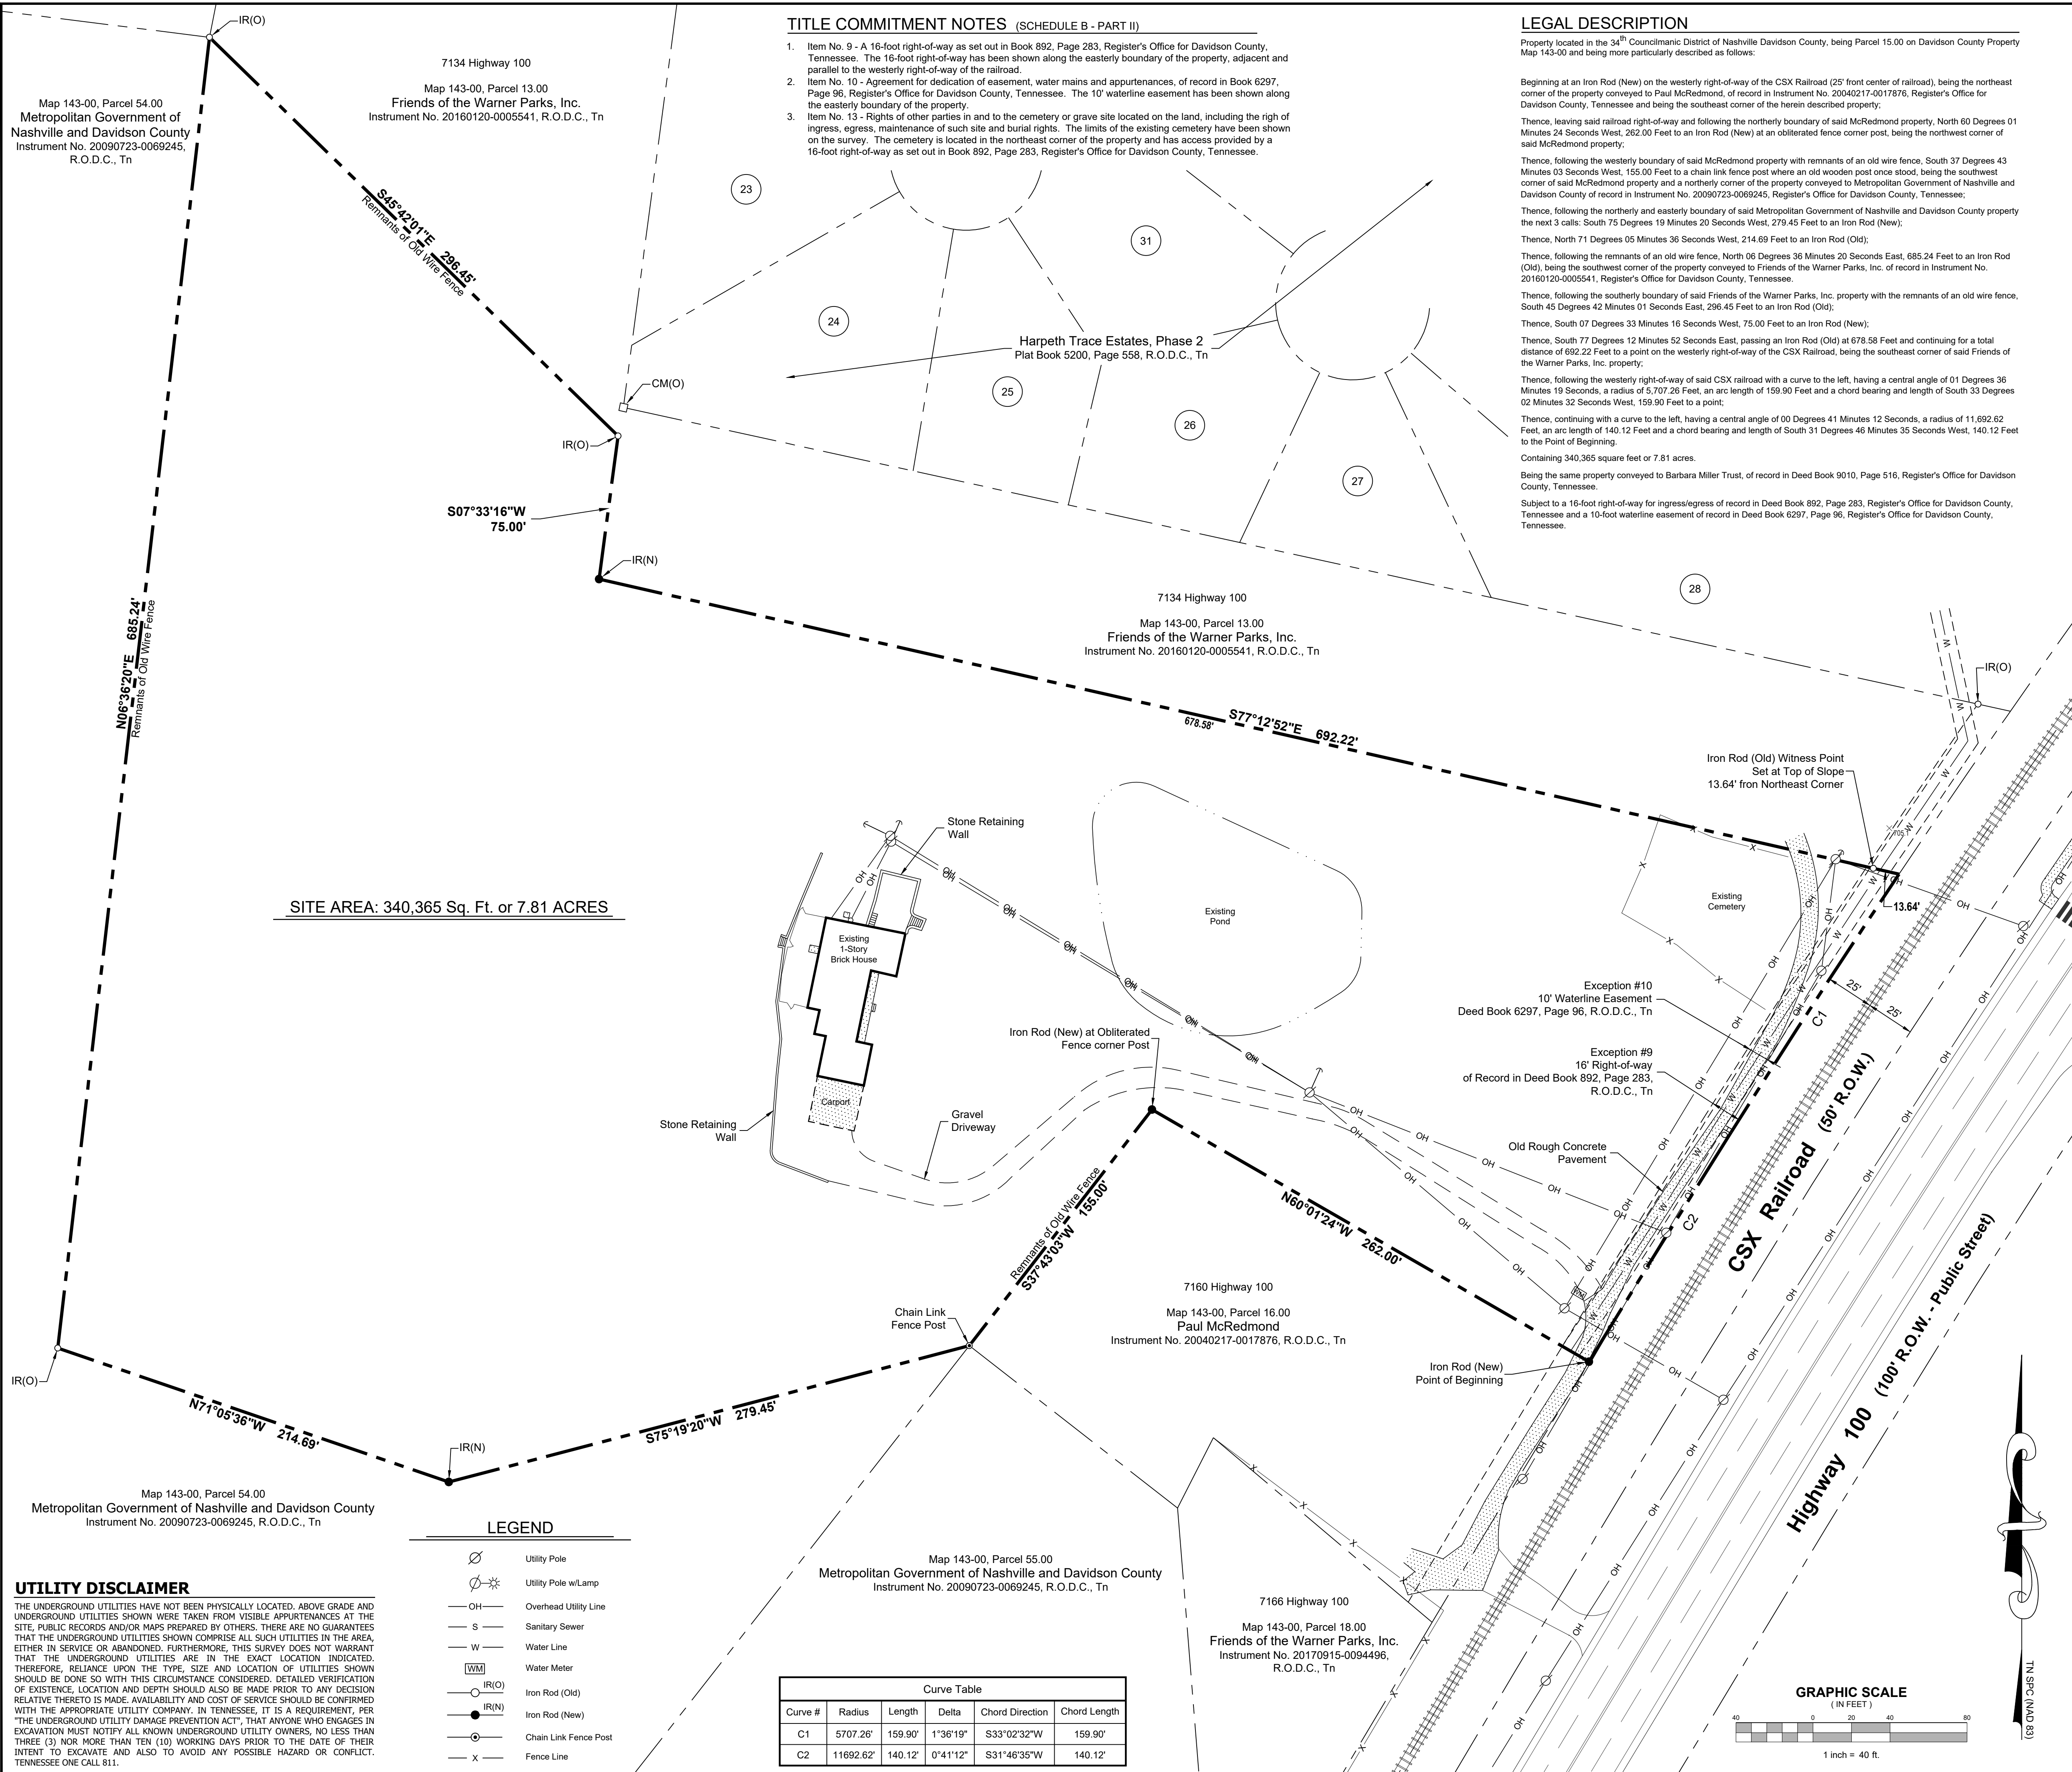 IR(O)
7134 Highway 100
Map 143-00, Parcel 13.00
Friends of the Warner Parks, Inc.
Instrument No. 20160120-0005541, R.O.D.C., Tn
Map 143-00, Parcel 54.00
Metropolitan Government of
Nashville and Davidson County
Instrument No. 20090723-0069245,
R.O.D.C., Tn
TITLE COMMITMENT NOTES (SCHEDULE B - PART II)
1. Item No. 9 - A 16-foot right-of-way as set out in Book 892, Page 283, Register's Office for Davidson County,
Tennessee. The 16-foot right-of-way has been shown along the easterly boundary of the property, adjacent and
parallel to the westerly right-of-way of the railroad.
2. Item No. 10 - Agreement for dedication of easement, water mains and appurtenances, of record in Book 6297,
Page 96, Register's Office for Davidson County, Tennessee. The 10' waterline easement has been shown along
the easterly boundary of the property.
3. Item No. 13 - Rights of other parties in and to the cemetery or grave site located on the land, including the righ of
ingress, egress, maintenance of such site and burial rights. The limits of the existing cemetery have been shown
on the survey. The cemetery is located in the northeast corner of the property and has access provided by a
16-foot right-of-way as set out in Book 892, Page 283, Register's Office for Davidson County, Tennessee.
LEGAL DESCRIPTION
Property located in the 34th Councilmanic District of Nashville Davidson County, being Parcel 15.00 on Davidson County Property
Map 143-00 and being more particularly described as follows:
Beginning at an Iron Rod (New) on the westerly right-of-way of the CSX Railroad (25' front center of railroad), being the northeast
corner of the property conveyed to Paul McRedmond, of record in Instrument No. 20040217-0017876, Register's Office for
Davidson County, Tennessee and being the southeast corner of the herein described property;
Thence, leaving said railroad right-of-way and following the northerly boundary of said McRedmond property, North 60 Degrees 01
Minutes 24 Seconds West, 262.00 Feet to an Iron Rod (New) at an obliterated fence corner post, being the northwest corner of
said McRedmond property;
Thence, following the westerly boundary of said McRedmond property with remnants of an old wire fence, South 37 Degrees 43
Minutes 03 Seconds West, 155.00 Feet to a chain link fence post where an old wooden post once stood, being the southwest
corner of said McRedmond property and a northerly corner of the property conveyed to Metropolitan Government of Nashville and
Davidson County of record in Instrument No. 20090723-0069245, Register's Office for Davidson County, Tennessee;
Thence, following the northerly and easterly boundary of said Metropolitan Government of Nashville and Davidson County property
the next 3 calls: South 75 Degrees 19 Minutes 20 Seconds West, 279.45 Feet to an Iron Rod (New);
Thence, North 71 Degrees 05 Minutes 36 Seconds West, 214.69 Feet to an Iron Rod (Old);
Thence, following the remnants of an old wire fence, North 06 Degrees 36 Minutes 20 Seconds East, 685.24 Feet to an Iron Rod
(Old), being the southwest corner of the property conveyed to Friends of the Warner Parks, Inc. of record in Instrument No.
20160120-0005541, Register's Office for Davidson County, Tennessee.
Thence, following the southerly boundary of said Friends of the Warner Parks, Inc. property with the remnants of an old wire fence,
South 45 Degrees 42 Minutes 01 Seconds East, 296.45 Feet to an Iron Rod (Old);
Thence, South 07 Degrees 33 Minutes 16 Seconds West, 75.00 Feet to an Iron Rod (New);
Thence, South 77 Degrees 12 Minutes 52 Seconds East, passing an Iron Rod (Old) at 678.58 Feet and continuing for a total
distance of 692.22 Feet to a point on the westerly right-of-way of the CSX Railroad, being the southeast corner of said Friends of
the Warner Parks, Inc. property;
Thence, following the westerly right-of-way of said CSX railroad with a curve to the left, having a central angle of 01 Degrees 36
Minutes 19 Seconds, a radius of 5,707.26 Feet, an arc length of 159.90 Feet and a chord bearing and length of South 33 Degrees
02 Minutes 32 Seconds West, 159.90 Feet to a point;
Thence, continuing with a curve to the left, having a central angle of 00 Degrees 41 Minutes 12 Seconds, a radius of 11,692.62
Feet, an arc length of 140.12 Feet and a chord bearing and length of South 31 Degrees 46 Minutes 35 Seconds West, 140.12 Feet
to the Point of Beginning.
Containing 340,365 square feet or 7.81 acres.
Being the same property conveyed to Barbara Miller Trust, of record in Deed Book 9010, Page 516, Register's Office for Davidson
County, Tennessee.
Subject to a 16-foot right-of-way for ingress/egress of record in Deed Book 892, Page 283, Register's Office for Davidson County,
Tennessee and a 10-foot waterline easement of record in Deed Book 6297, Page 96, Register's Office for Davidson County,
Tennessee.
23
31
24
25
26
27
28
Harpeth Trace Estates, Phase 2
Plat Book 5200, Page 558, R.O.D.C., Tn
S45°42'01"E 296.45'
Remnants of Old Wire Fence
CM(O)
IR(O)
S07°33'16"W
75.00'
IR(N)
N06°36'20"E 685.24'
Remnants of Old Wire Fence
7134 Highway 100
Map 143-00, Parcel 13.00
Friends of the Warner Parks, Inc.
Instrument No. 20160120-0005541, R.O.D.C., Tn
IR(O)
678.58'
S77°12'52"E 692.22'
Iron Rod (Old) Witness Point
Set at Top of Slope
13.64' fron Northeast Corner
705.1
13.64'
Stone Retaining
Wall
SITE AREA: 340,365 Sq. Ft. or 7.81 ACRES
Existing
1-Story
Brick House
Existing
Pond
Existing
Cemetery
Exception #10
10' Waterline Easement
Deed Book 6297, Page 96, R.O.D.C., Tn
25'
25'
C1
Iron Rod (New) at Obliterated
Fence corner Post
Exception #9
16' Right-of-way
of Record in Deed Book 892, Page 283,
R.O.D.C., Tn
Carport
Stone Retaining
Wall
Gravel
Driveway
Old Rough Concrete
Pavement
C2
CSX Railroad (50' R.O.W.)
Highway 100 (100' R.O.W. - Public Street)
Remnants of Old Wire Fence
S37°43'03"W 155.00'
N60°01'24"W 262.00'
WM
Chain Link
Fence Post
7160 Highway 100
Map 143-00, Parcel 16.00
Paul McRedmond
Instrument No. 20040217-0017876, R.O.D.C., Tn
Iron Rod (New)
Point of Beginning
IR(O)
N71°05'36"W 214.69'
IR(N)
S75°19'20"W 279.45'
Map 143-00, Parcel 54.00
Metropolitan Government of Nashville and Davidson County
Instrument No. 20090723-0069245, R.O.D.C., Tn
Map 143-00, Parcel 55.00
Metropolitan Government of Nashville and Davidson County
Instrument No. 20090723-0069245, R.O.D.C., Tn
7166 Highway 100
Map 143-00, Parcel 18.00
Friends of the Warner Parks, Inc.
Instrument No. 20170915-0094496,
R.O.D.C., Tn
UTILITY DISCLAIMER
THE UNDERGROUND UTILITIES HAVE NOT BEEN PHYSICALLY LOCATED. ABOVE GRADE AND
UNDERGROUND UTILITIES SHOWN WERE TAKEN FROM VISIBLE APPURTENANCES AT THE
SITE, PUBLIC RECORDS AND/OR MAPS PREPARED BY OTHERS. THERE ARE NO GUARANTEES
THAT THE UNDERGROUND UTILITIES SHOWN COMPRISE ALL SUCH UTILITIES IN THE AREA,
EITHER IN SERVICE OR ABANDONED. FURTHERMORE, THIS SURVEY DOES NOT WARRANT
THAT THE UNDERGROUND UTILITIES ARE IN THE EXACT LOCATION INDICATED.
THEREFORE, RELIANCE UPON THE TYPE, SIZE AND LOCATION OF UTILITIES SHOWN
SHOULD BE DONE SO WITH THIS CIRCUMSTANCE CONSIDERED. DETAILED VERIFICATION
OF EXISTENCE, LOCATION AND DEPTH SHOULD ALSO BE MADE PRIOR TO ANY DECISION
RELATIVE THERETO IS MADE. AVAILABILITY AND COST OF SERVICE SHOULD BE CONFIRMED
WITH THE APPROPRIATE UTILITY COMPANY. IN TENNESSEE, IT IS A REQUIREMENT, PER
"THE UNDERGROUND UTILITY DAMAGE PREVENTION ACT", THAT ANYONE WHO ENGAGES IN
EXCAVATION MUST NOTIFY ALL KNOWN UNDERGROUND UTILITY OWNERS, NO LESS THAN
THREE (3) NOR MORE THAN TEN (10) WORKING DAYS PRIOR TO THE DATE OF THEIR
INTENT TO EXCAVATE AND ALSO TO AVOID ANY POSSIBLE HAZARD OR CONFLICT.
TENNESSEE ONE CALL 811.
LEGEND
Utility Pole
Utility Pole w/Lamp
OH Overhead Utility Line
S Sanitary Sewer
W Water Line
WM Water Meter
IR(O) Iron Rod (Old)
IR(N) Iron Rod (New)
Chain Link Fence Post
X Fence Line
Curve Table
Curve # Radius Length Delta Chord Direction Chord Length
C1 5707.26' 159.90' 1°36'19" S33°02'32"W 159.90'
C2 11692.62' 140.12' 0°41'12" S31°46'35"W 140.12'
GRAPHIC SCALE
( IN FEET )
40 0 20 40 80
1 inch = 40 ft.
TN SPC (NAD 83)